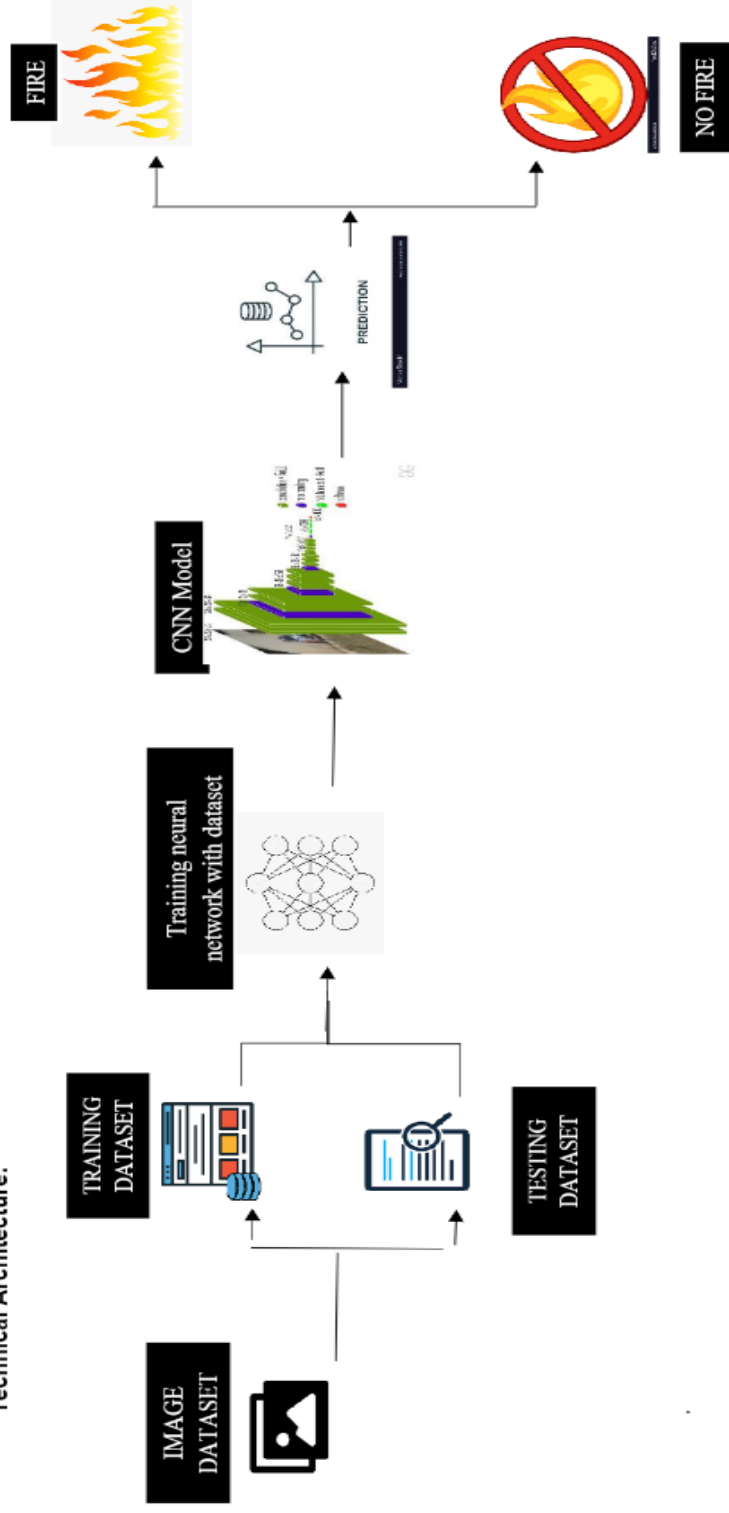 Technical Architecture:
IMAGE
DATASET
TRAINING
DATASET
TESTING
DATASET
Training neural
network with dataset
CNN Model
PREDICTION
FIRE
NO FIRE